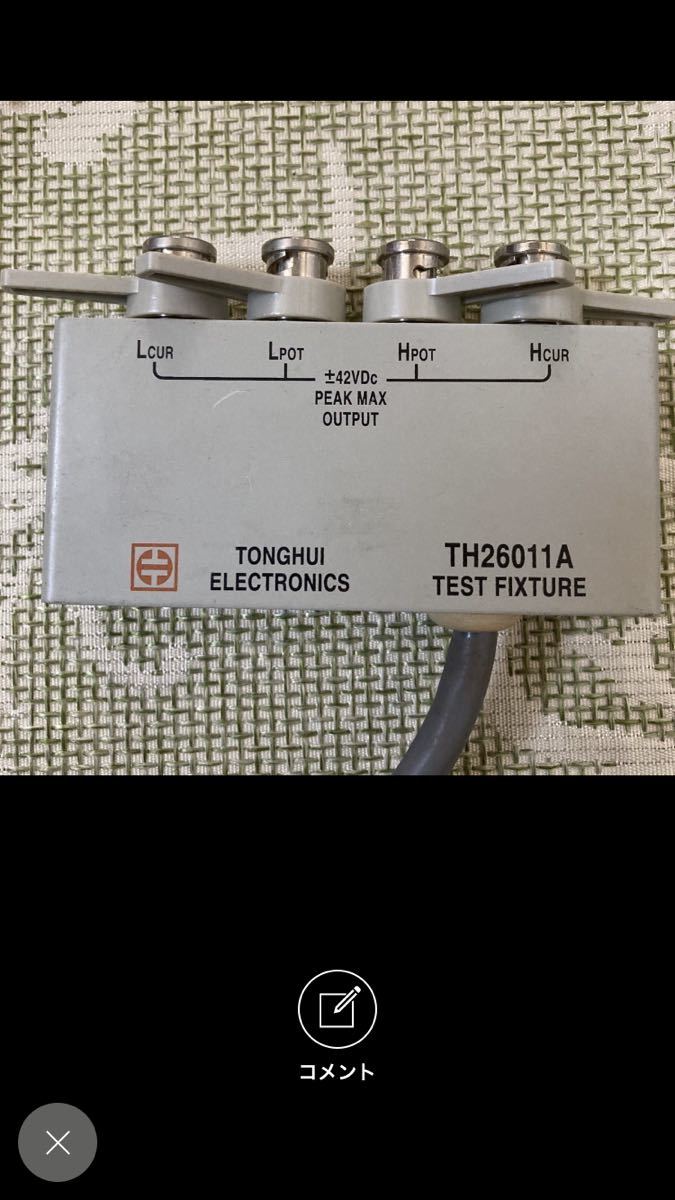 LCUR LPOT HPOT HCUR
±42VDC
PEAK MAX
OUTPUT
TONGHUI
ELECTRONICS
TH26011A
TEST FIXTURE
コメント